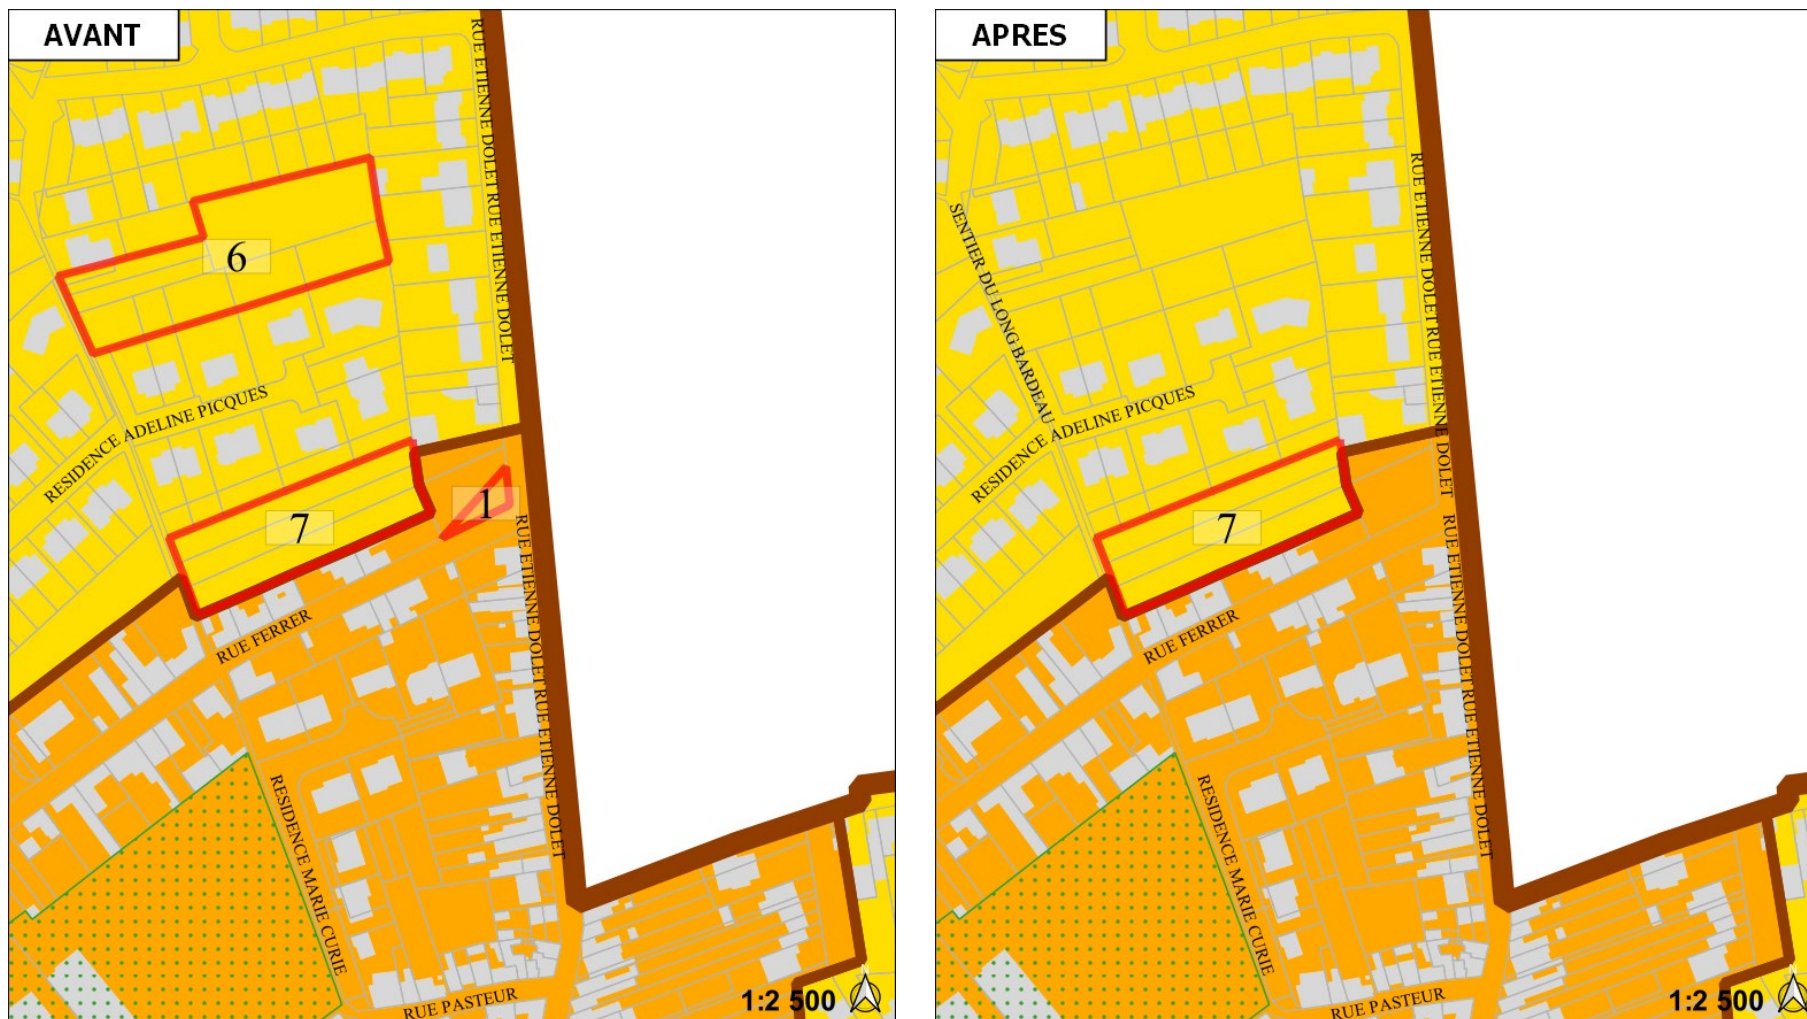 AVANT
RUE ETIENNE DOLET
RUE ETIENNE DOLET
6
RESIDENCE ADELINE PICQUES
7
1
RUE FERRER
RUE ETIENNE DOLET
RUE ETIENNE DOLET
RESIDENCE MARIE CURIE
RUE PASTEUR
1:2 500
APRES
SENTIER DU LONG BARDEAU
RUE ETIENNE DOLET
RUE ETIENNE DOLET
RESIDENCE ADELINE PICQUES
7
RUE FERRER
RUE ETIENNE DOLET
RUE ETIENNE DOLET
RESIDENCE MARIE CURIE
RUE PASTEUR
1:2 500